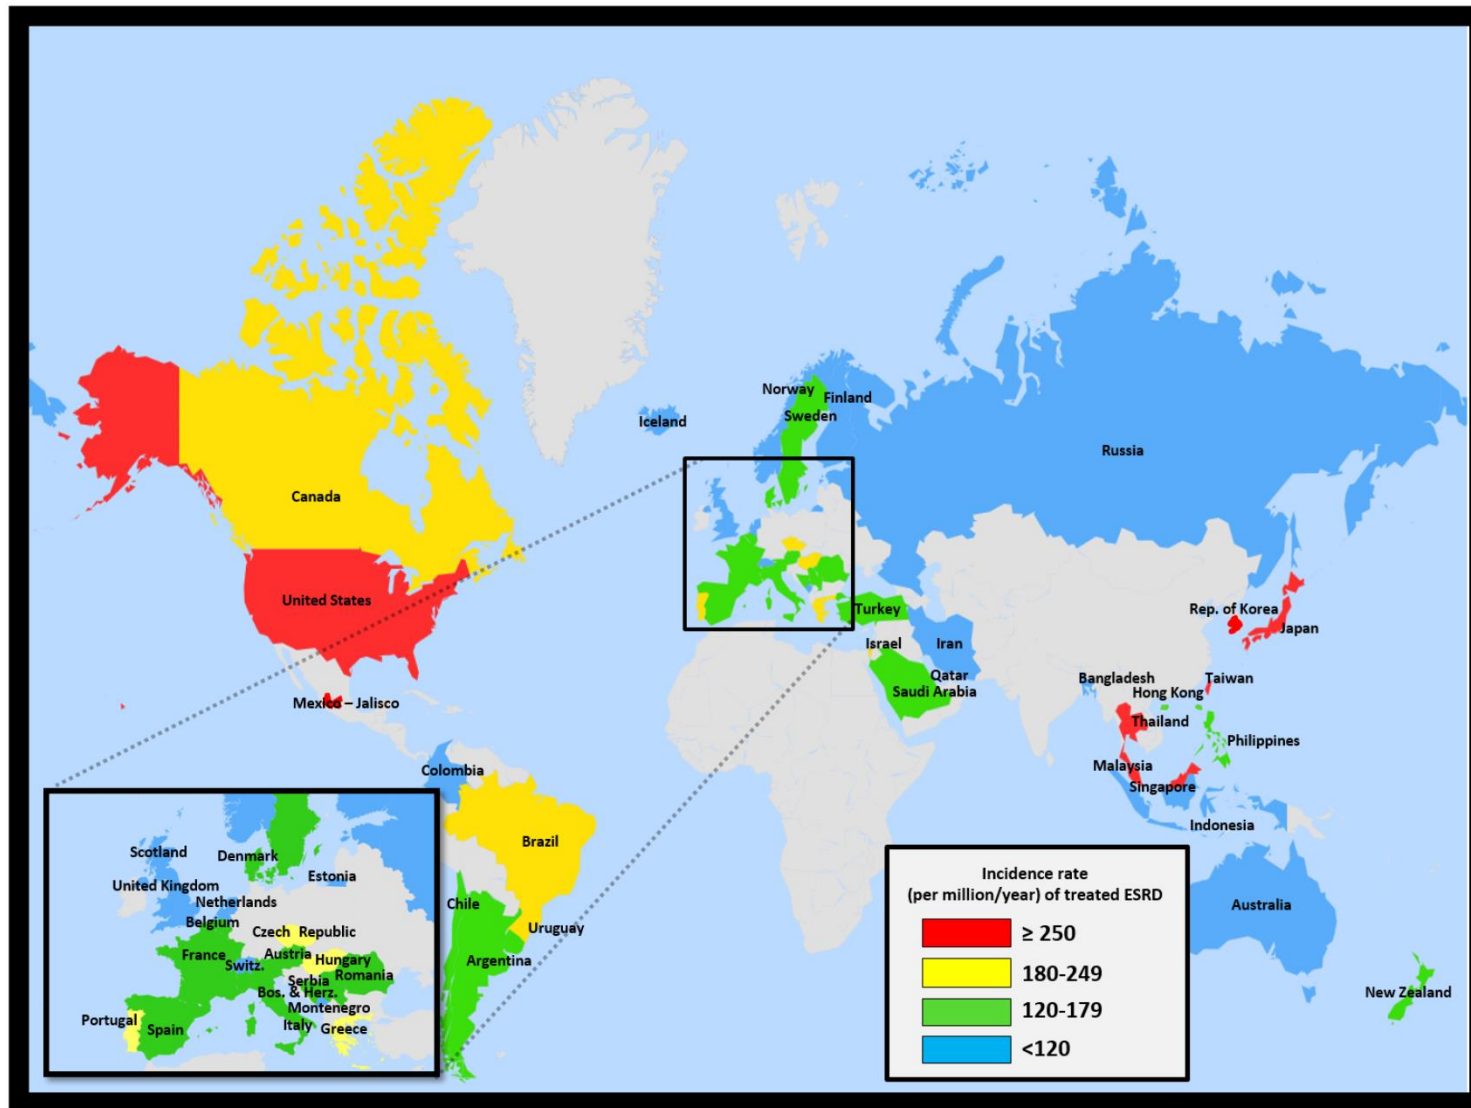 Norway
Finland
Sweden
Iceland
Russia
Canada
United States
Mexico – Jalisco
Turkey
Israel
Iran
Qatar
Saudi Arabia
Rep. of Korea
Japan
Bangladesh
Taiwan
Hong Kong
Thailand
Philippines
Malaysia
Singapore
Indonesia
Colombia
Brazil
Chile
Uruguay
Argentina
Australia
New Zealand
Scotland
Denmark
Estonia
United Kingdom
Netherlands
Belgium
Czech Republic
France
Austria
Switz.
Hungary
Serbia
Romania
Bos. & Herz.
Montenegro
Portugal
Spain
Italy
Greece
Incidence rate
(per million/year) of treated ESRD
≥ 250
180-249
120-179
<120